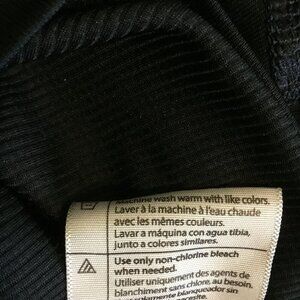 Machine wash warm with like colors.
Laver à la machine à l'eau chaude
avec les mêmes couleurs.
Lavar a máquina con agua tibia,
junto a colores similares.
Use only non-chlorine bleach
when needed.
Utiliser uniquement des agents de
blanchiment sans chlore, au besoin.
blanqueador sin